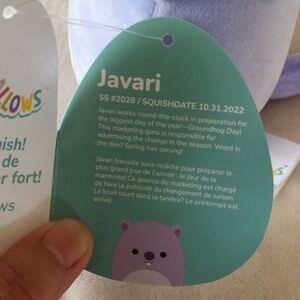 LLOWS
uish!
de
r fort!
WS
Javari
S5 #2028 / SQUISHDATE 10.31.2022
Javari works round-the-clock in preparation for
the biggest day of the year—Groundhog Day!
This marketing guru is responsible for
advertising the change in the season. Word in
the den? Spring has sprung!
Javari travaille sans relâche pour préparer le
plus grand jour de l'année : le jour de la
marmotte! Ce gourou du marketing est chargé
de faire la publicité du changement de saison.
Le bruit court dans la tanière? Le printemps est
arrivé!